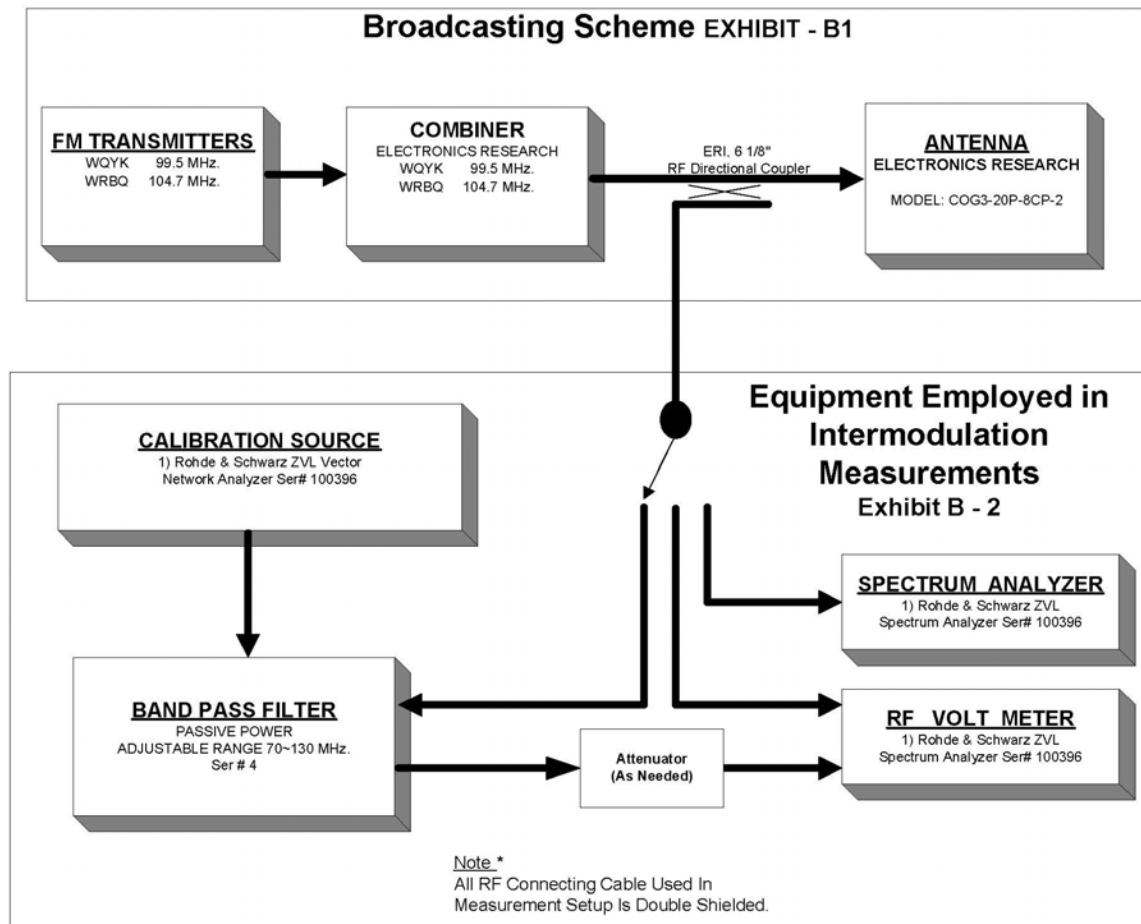 Broadcasting Scheme EXHIBIT - B1
FM TRANSMITTERS
WQYK 99.5 MHz.
WRBQ 104.7 MHz.
COMBINER
ELECTRONICS RESEARCH
WQYK 99.5 MHz.
WRBQ 104.7 MHz.
ERI, 6 1/8"
RF Directional Coupler
ANTENNA
ELECTRONICS RESEARCH
MODEL: COG3-20P-8CP-2
Equipment Employed in
Intermodulation
Measurements
Exhibit B - 2
CALIBRATION SOURCE
1) Rohde & Schwarz ZVL Vector
Network Analyzer Ser# 100396
SPECTRUM ANALYZER
1) Rohde & Schwarz ZVL
Spectrum Analyzer Ser# 100396
BAND PASS FILTER
PASSIVE POWER
ADJUSTABLE RANGE 70~130 MHz.
Ser # 4
Attenuator
(As Needed)
RF VOLT METER
1) Rohde & Schwarz ZVL
Spectrum Analyzer Ser# 100396
Note *
All RF Connecting Cable Used In
Measurement Setup Is Double Shielded.